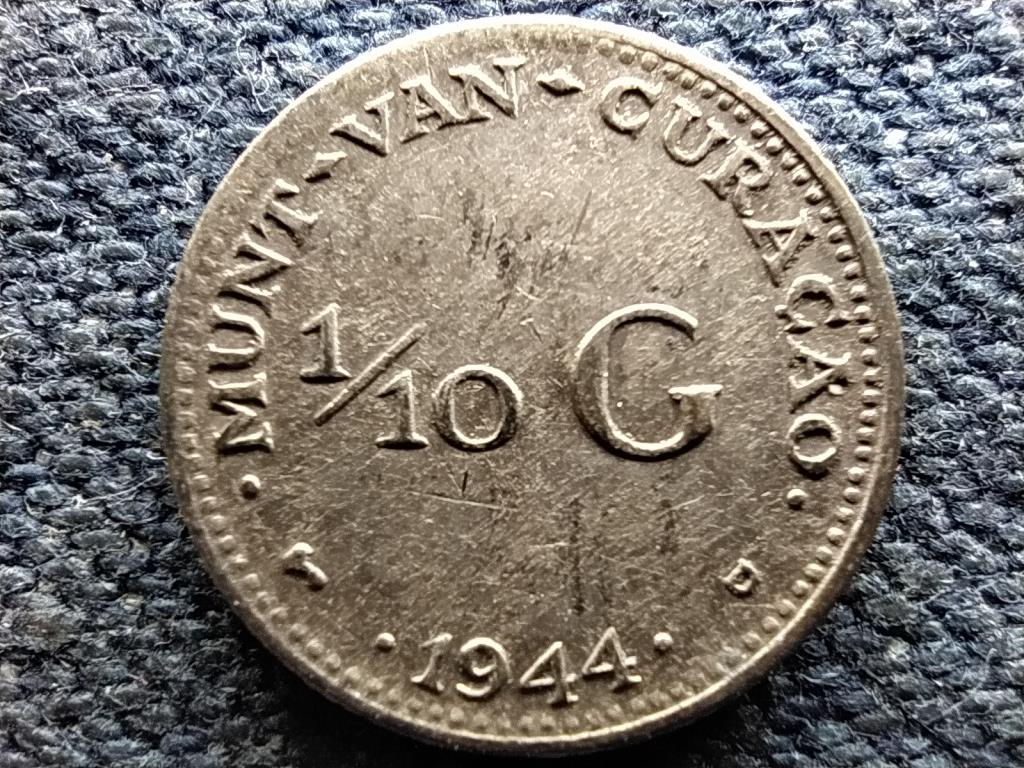 MUNT VAN CURAÇAO
1/10 G
D
1944